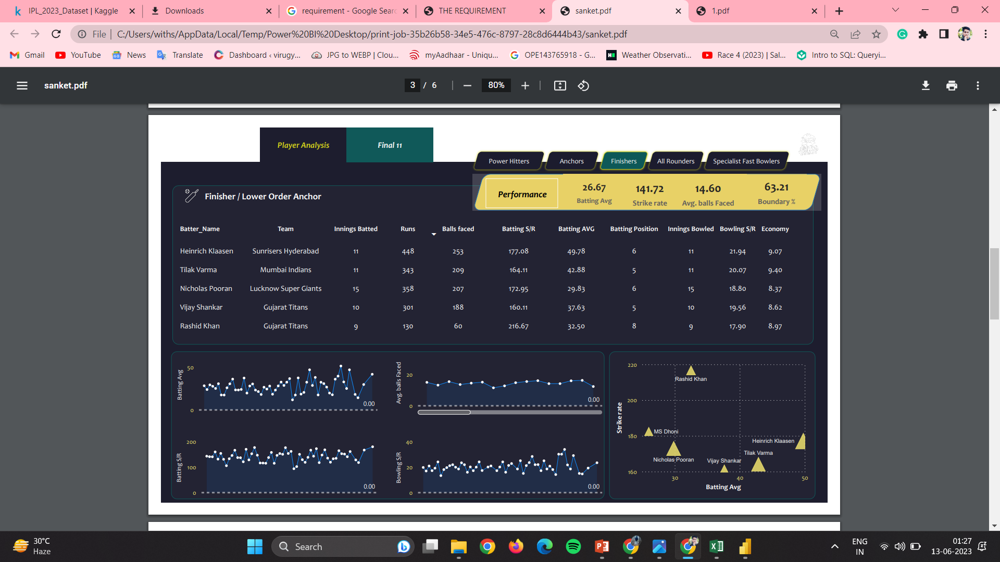 IPL_2023_Dataset | Kaggle
Downloads
requirement - Google Searc
THE REQUIREMENT
sanket.pdf
1.pdf
File | C:/Users/withs/AppData/Local/Temp/Power%20BI%20Desktop/print-job-35b26b58-34e5-476c-8797-28c8d6444b43/sanket.pdf
Gmail YouTube News Translate Dashboard ‹ virugy... JPG to WEBP | Clou... myAadhaar - Uniqu... OPE143765918 - G... Weather Observati... Race 4 (2023) | Sal... Intro to SQL: Queryi...
sanket.pdf 3 / 6 80%
Player Analysis Final 11
Power Hitters Anchors Finishers All Rounders Specialist Fast Bowlers
Performance
26.67 141.72 14.60 63.21
Batting Avg Strike rate Avg. balls Faced Boundary %
Finisher / Lower Order Anchor
Batter_Name Team Innings Batted Runs Balls faced Batting S/R Batting AVG Batting Position Innings Bowled Bowling S/R Economy
Heinrich Klaasen Sunrisers Hyderabad 11 448 253 177.08 49.78 6 11 21.94 9.07
Tilak Varma Mumbai Indians 11 343 209 164.11 42.88 5 11 20.07 9.40
Nicholas Pooran Lucknow Super Giants 15 358 207 172.95 29.83 6 15 18.80 8.37
Vijay Shankar Gujarat Titans 10 301 188 160.11 37.63 5 10 19.56 8.62
Rashid Khan Gujarat Titans 9 130 60 216.67 32.50 8 9 17.90 8.97
Batting Avg
50
0
0.00
Avg. balls Faced
20
0
0.00
Batting S/R
200
100
0
0.00
Bowling S/R
40
20
0
0.00
Strike rate
220
200
180
160
Rashid Khan
MS Dhoni
Heinrich Klaasen
Tilak Varma
Nicholas Pooran
Vijay Shankar
30 40 50
Batting Avg
30°C
Haze
Search
ENG
IN
01:27
13-06-2023